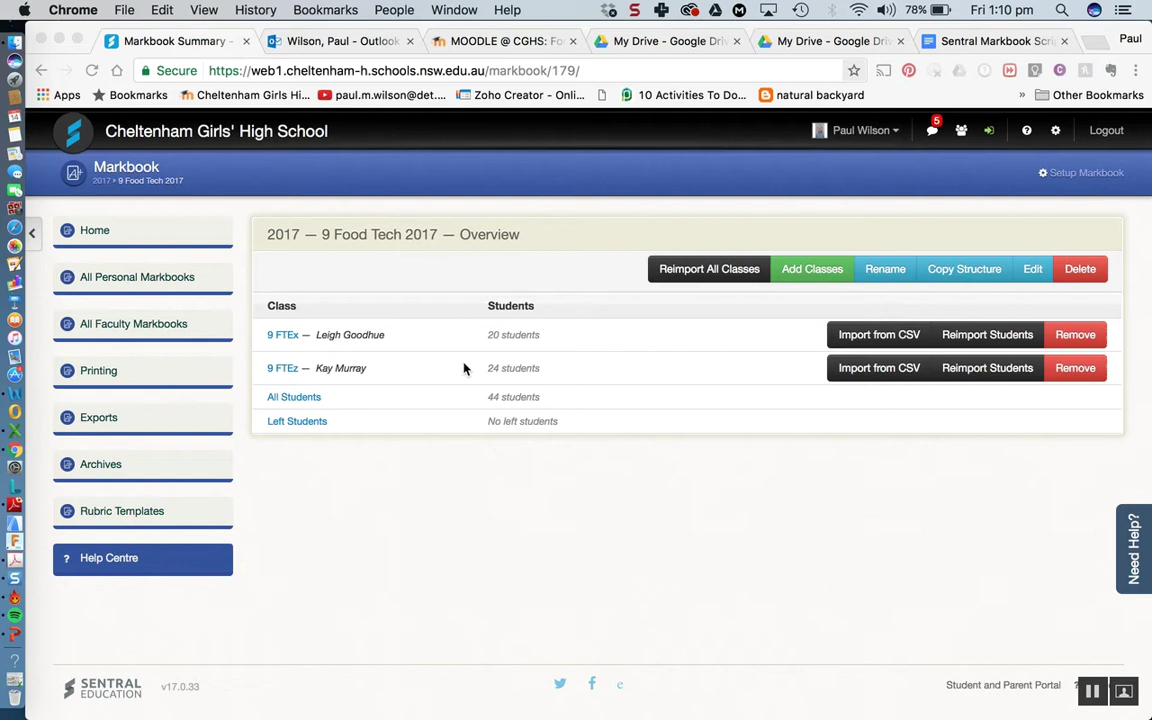 Chrome File Edit View History Bookmarks People Window Help 78% Fri 1:10 pm
Markbook Summary - Wilson, Paul - Outlook MOODLE @ CGHS: Fo My Drive - Google Dri My Drive - Google Driv Sentral Markbook Scri Paul
Secure https://web1.cheltenham-h.schools.nsw.edu.au/markbook/179/
Apps Bookmarks Cheltenham Girls Hi... paul.m.wilson@det.... Zoho Creator - Onli... 10 Activities To Do... natural backyard » Other Bookmarks
Cheltenham Girls' High School Paul Wilson 5 Logout
Markbook
2017 › 9 Food Tech 2017
Setup Markbook
Home
All Personal Markbooks
All Faculty Markbooks
Printing
Exports
Archives
Rubric Templates
? Help Centre
2017 — 9 Food Tech 2017 — Overview
Reimport All Classes Add Classes Rename Copy Structure Edit Delete
Class Students
9 FTEx — Leigh Goodhue 20 students Import from CSV Reimport Students Remove
9 FTEz — Kay Murray 24 students Import from CSV Reimport Students Remove
All Students 44 students
Left Students No left students
Need Help?
SENTRAL EDUCATION v17.0.33
Student and Parent Portal ?